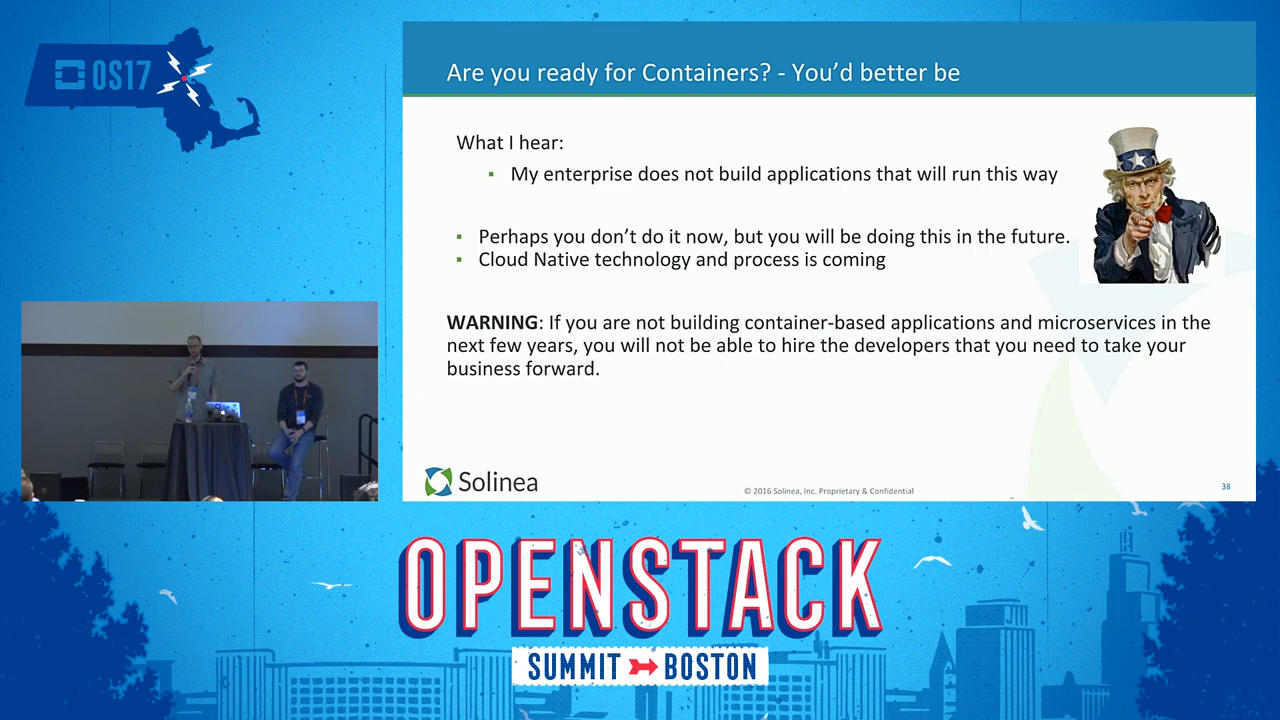 OS17
Are you ready for Containers? - You'd better be
What I hear:
▪ My enterprise does not build applications that will run this way
▪ Perhaps you don't do it now, but you will be doing this in the future.
▪ Cloud Native technology and process is coming
WARNING: If you are not building container-based applications and microservices in the
next few years, you will not be able to hire the developers that you need to take your
business forward.
Solinea
© 2016 Solinea, Inc. Proprietary & Confidential
38
OPENSTACK
SUMMIT BOSTON